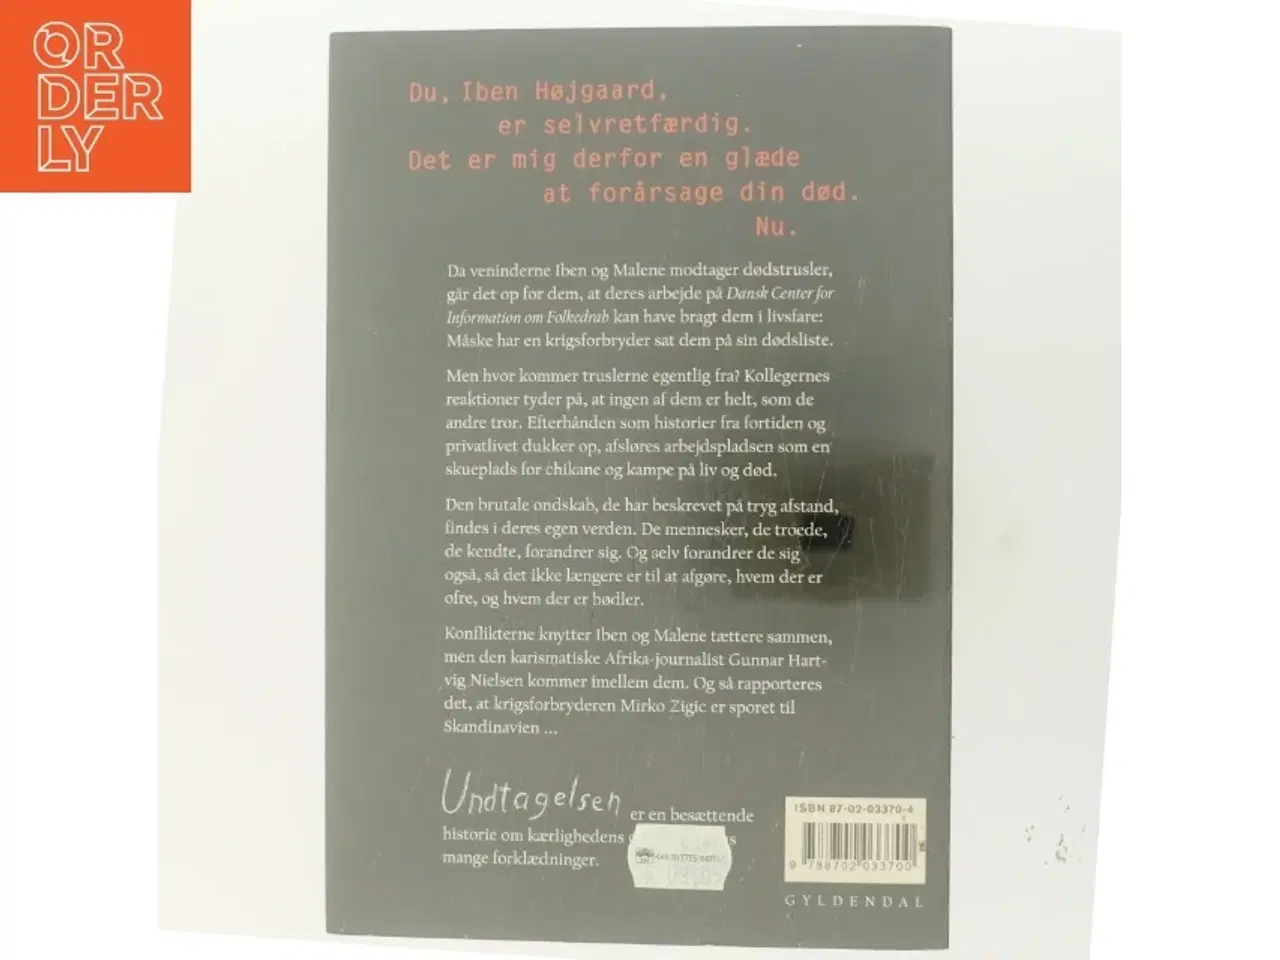 OR
DER
LY
Du, Iben Højgaard,
er selvretfærdig.
Det er mig derfor en glæde
at forårsage din død.
Nu.
Da veninderne Iben og Malene modtager dødstrusler,
går det op for dem, at deres arbejde på Dansk Center for
Information om Folkedrab kan have bragt dem i livsfare:
Måske har en krigsforbryder sat dem på sin dødsliste.
Men hvor kommer truslerne egentlig fra? Kollegernes
reaktioner tyder på, at ingen af dem er helt, som de
andre tror. Efterhånden som historier fra fortiden og
privatlivet dukker op, afsløres arbejdspladsen som en
skueplads for chikane og kampe på liv og død.
Den brutale ondskab, de har beskrevet på tryg afstand,
findes i deres egen verden. De mennesker, de troede,
de kendte, forandrer sig. Og selv forandrer de sig
også, så det ikke længere er til at afgøre, hvem der er
ofre, og hvem der er bødler.
Konflikterne knytter Iben og Malene tættere sammen,
men den karismatiske Afrika-journalist Gunnar Hart-
vig Nielsen kommer imellem dem. Og så rapporteres
det, at krigsforbryderen Mirko Zigic er sporet til
Skandinavien ...
Undtagelsen er en besættende
historie om kærlighedens
mange forklædninger.
ISBN 87-02-03370-4
9 788702 033700
GYLDENDAL